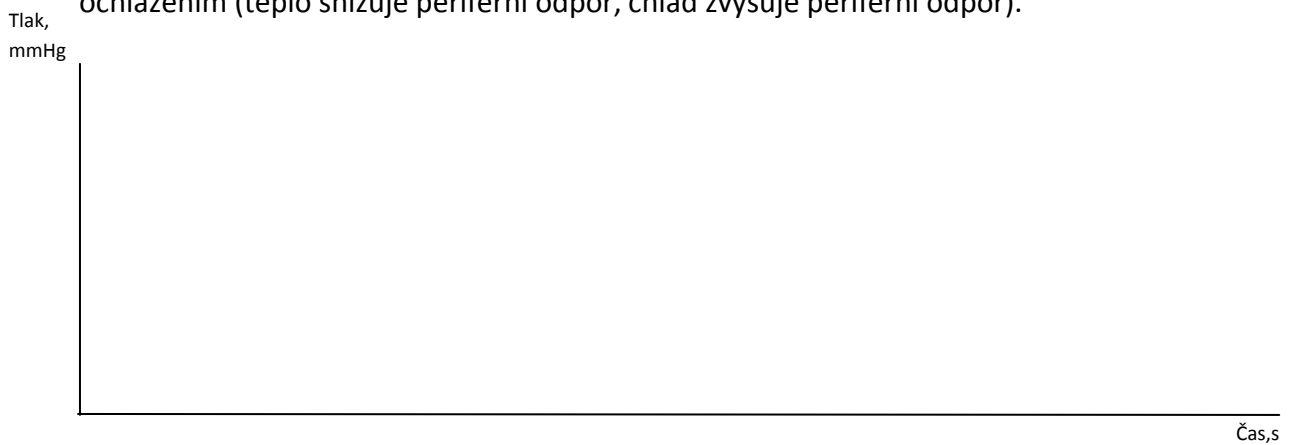 ochlazením (teplo snižuje periferní odpor, chlad zvyšuje periferní odpor).
Tlak,
mmHg
Čas,s